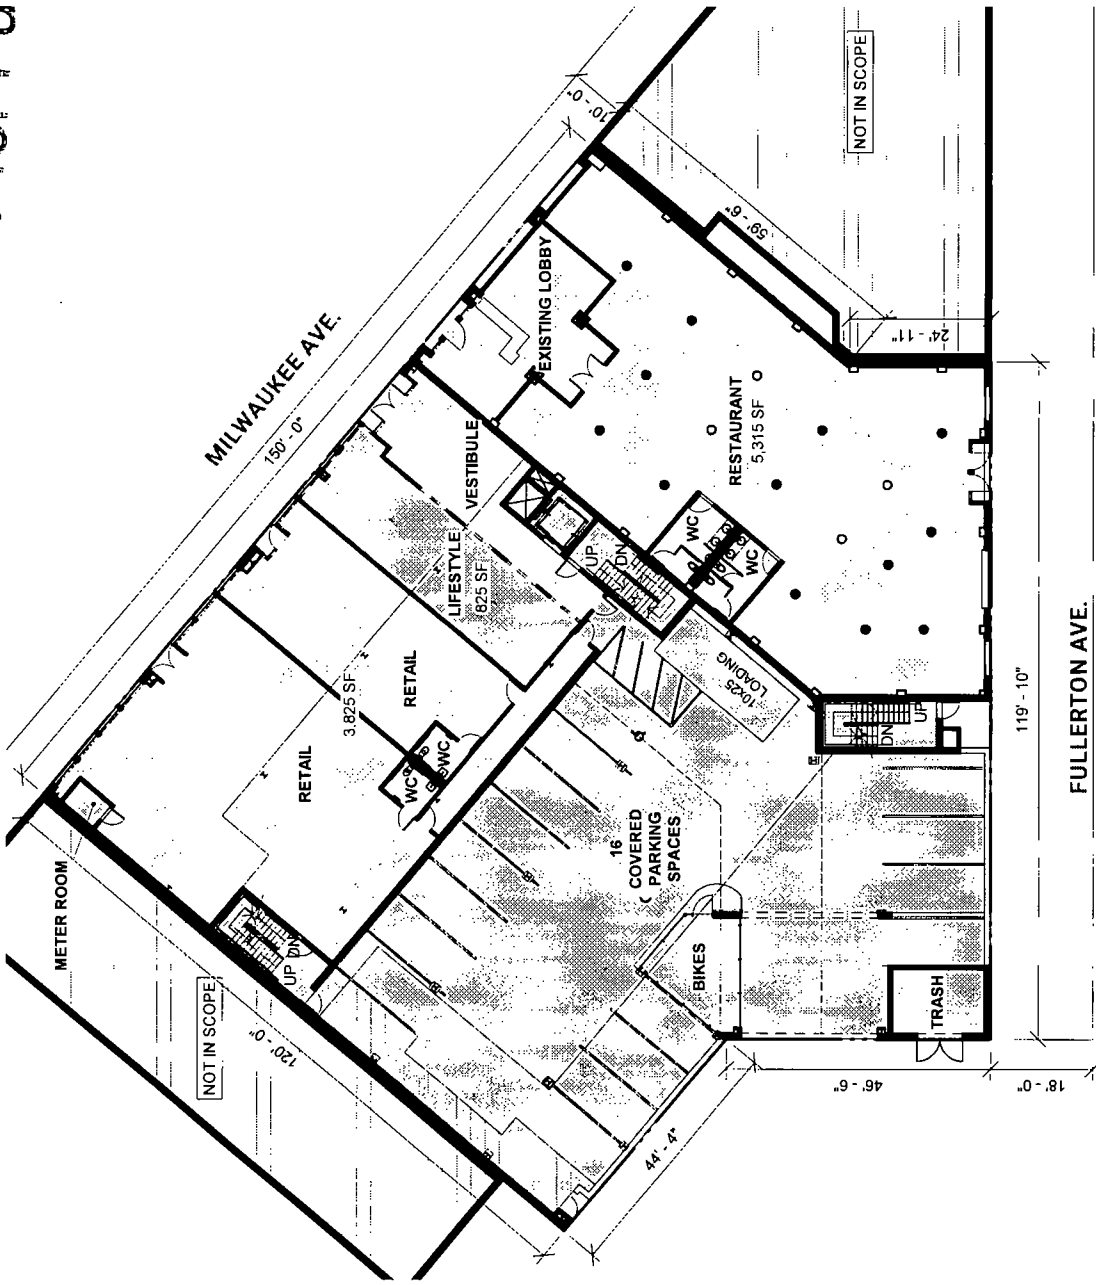 MILWAUKEE AVE.
150' - 0"
10' - 0"
NOT IN SCOPE
59' - 6"
24' - 11"
EXISTING LOBBY
VESTIBULE
LIFESTYLE
825 SF
RESTAURANT
5,315 SF
WC
WC
UP
DN
10x25
LOADING
RETAIL
3,825 SF
RETAIL
WC
WC
METER ROOM
UP
DN
NOT IN SCOPE
120' - 0"
16
COVERED
PARKING
SPACES
BIKES
TRASH
UP
DN
44' - 4"
46' - 6"
18' - 0"
119' - 10"
FULLERTON AVE.